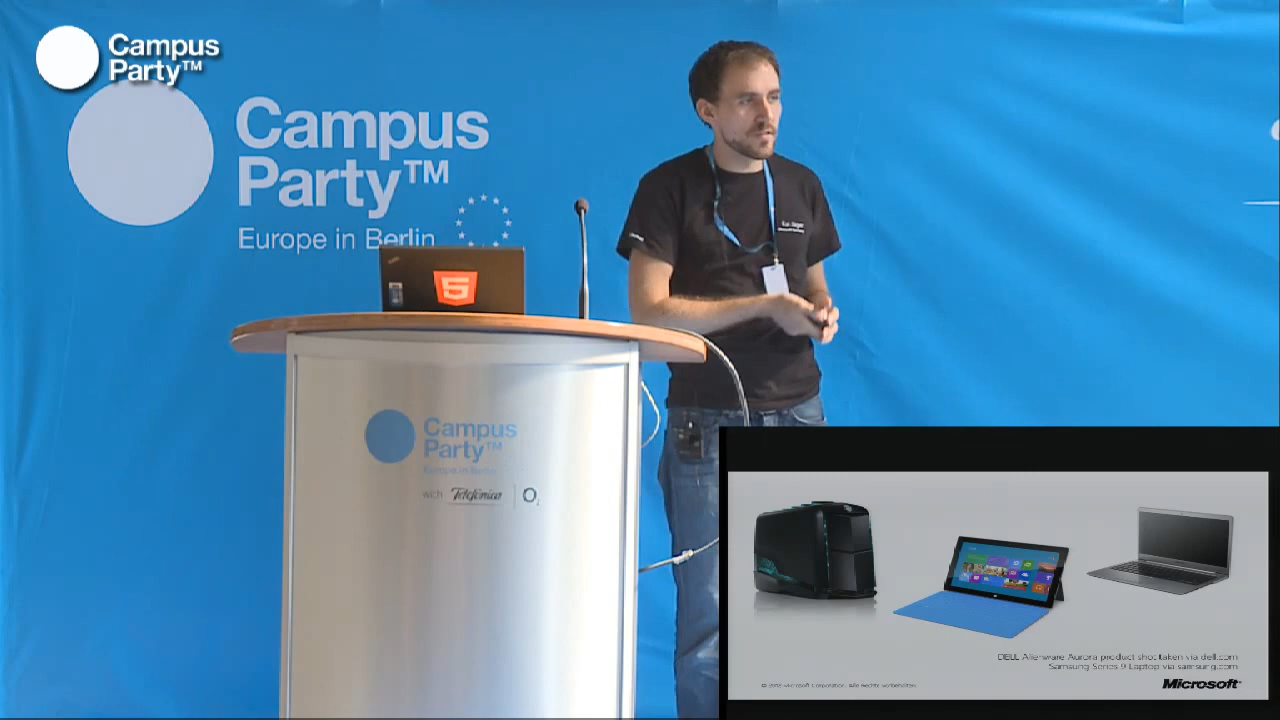 Campus
Party™
Campus
Party™
Europe in Berlin
5
Campus
Party™
Europe in Berlin
with Telefónica O₂
DELL Alienware Aurora product shot taken via dell.com
Samsung Series 9 Laptop via samsung.com
Microsoft